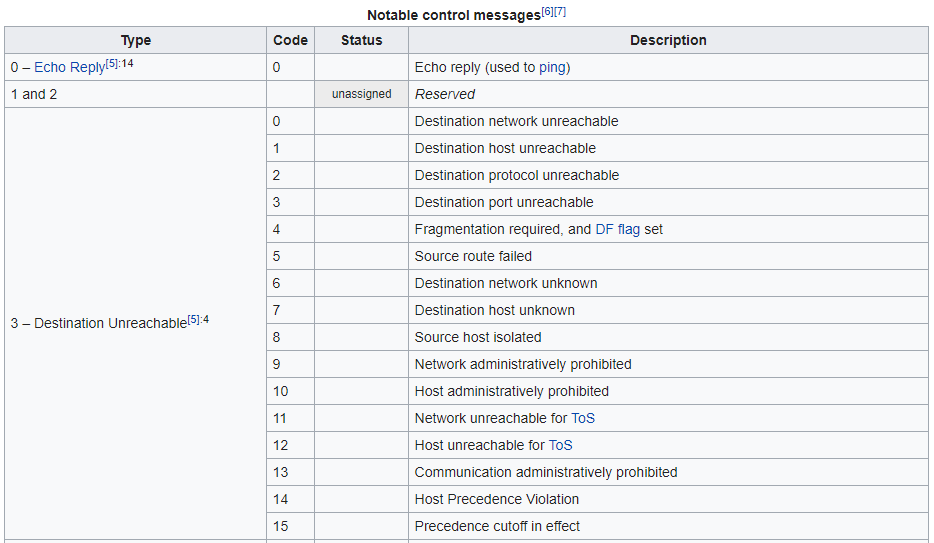 Notable control messages[6][7]
Type Code Status Description
0 – Echo Reply[5]:14 0 Echo reply (used to ping)
1 and 2 unassigned Reserved
3 – Destination Unreachable[5]:4
0 Destination network unreachable
1 Destination host unreachable
2 Destination protocol unreachable
3 Destination port unreachable
4 Fragmentation required, and DF flag set
5 Source route failed
6 Destination network unknown
7 Destination host unknown
8 Source host isolated
9 Network administratively prohibited
10 Host administratively prohibited
11 Network unreachable for ToS
12 Host unreachable for ToS
13 Communication administratively prohibited
14 Host Precedence Violation
15 Precedence cutoff in effect